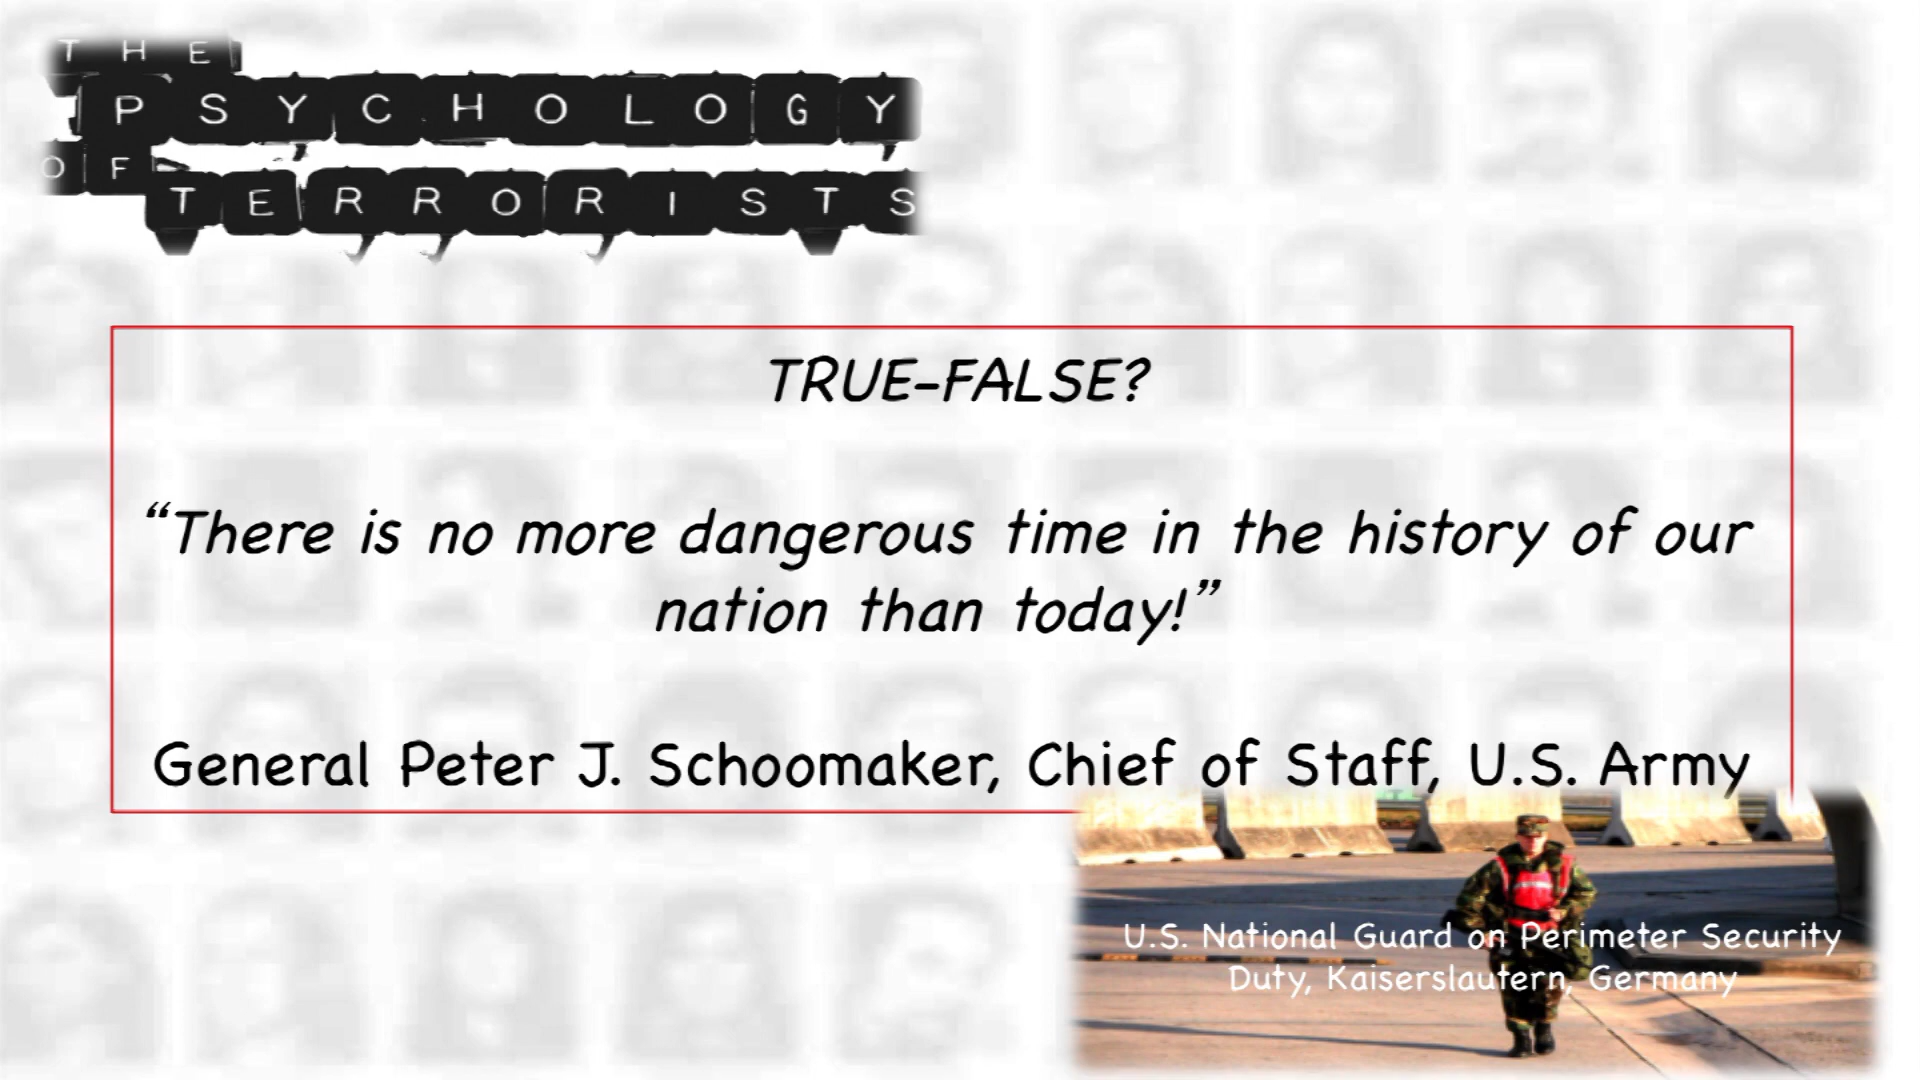 THE
PSYCHOLOGY
OF
TERRORISTS
TRUE-FALSE?
“There is no more dangerous time in the history of our
nation than today!”
General Peter J. Schoomaker, Chief of Staff, U.S. Army
U.S. National Guard on Perimeter Security
Duty, Kaiserslautern, Germany